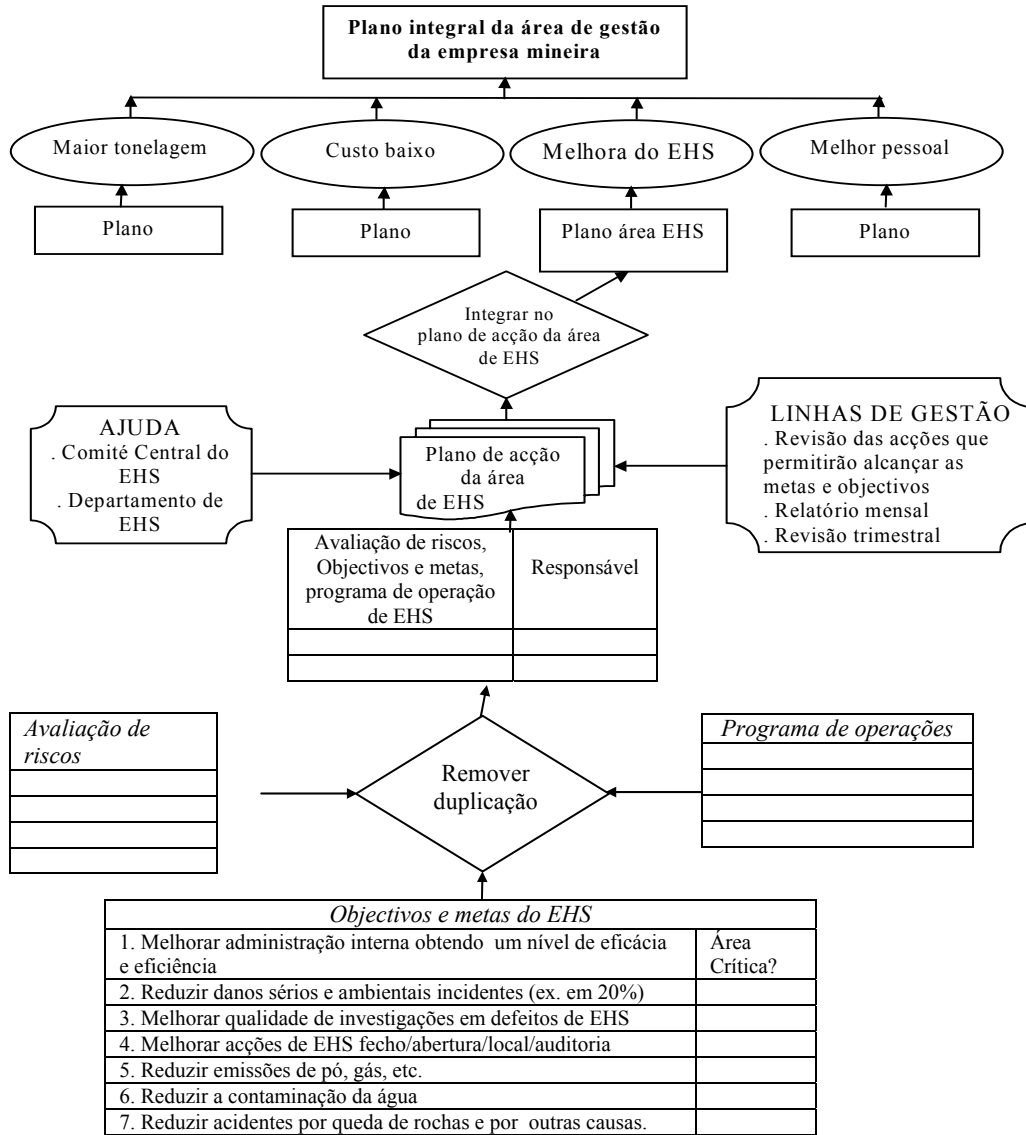 Plano integral da área de gestão
da empresa mineira
Maior tonelagem
Custo baixo
Melhora do EHS
Melhor pessoal
Plano
Plano
Plano área EHS
Plano
Integrar no
plano de acção da área
de EHS
AJUDA
. Comité Central do
EHS
. Departamento de
EHS
Plano de acção
da área
de EHS
LINHAS DE GESTÃO
. Revisão das acções que
permitirão alcançar as
metas e objectivos
. Relatório mensal
. Revisão trimestral
Avaliação de riscos,
Objectivos e metas,
programa de operação
de EHS
Responsável
Avaliação de
riscos
Remover
duplicação
Programa de operações
Objectivos e metas do EHS
1. Melhorar administração interna obtendo um nível de eficácia
e eficiência
Área
Crítica?
2. Reduzir danos sérios e ambientais incidentes (ex. em 20%)
3. Melhorar qualidade de investigações em defeitos de EHS
4. Melhorar acções de EHS fecho/abertura/local/auditoria
5. Reduzir emissões de pó, gás, etc.
6. Reduzir a contaminação da água
7. Reduzir acidentes por queda de rochas e por outras causas.